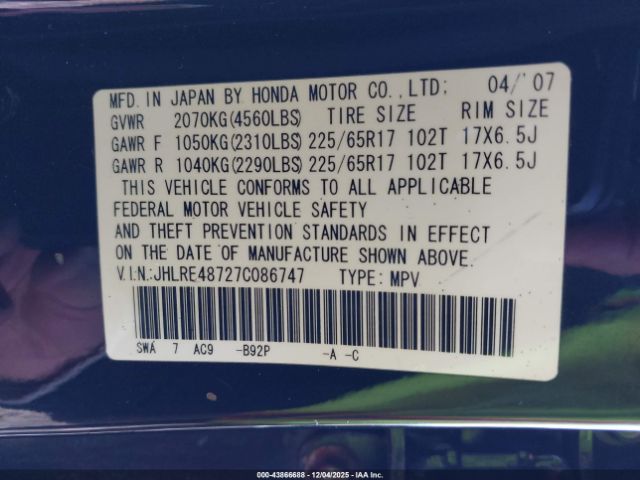 MFD. IN JAPAN BY HONDA MOTOR CO., LTD: 04/'07
GVWR 2070KG(4560LBS) TIRE SIZE RIM SIZE
GAWR F 1050KG(2310LBS) 225/65R17 102T 17X6.5J
GAWR R 1040KG(2290LBS) 225/65R17 102T 17X6.5J
THIS VEHICLE CONFORMS TO ALL APPLICABLE
FEDERAL MOTOR VEHICLE SAFETY
AND THEFT PREVENTION STANDARDS IN EFFECT
ON THE DATE OF MANUFACTURE SHOWN ABOVE.
V.I.N.:JHLRE48727C086747 TYPE: MPV
SWA 7 AC9 -B92P -A -C
000-43866688 - 12/04/2025 - IAA Inc.